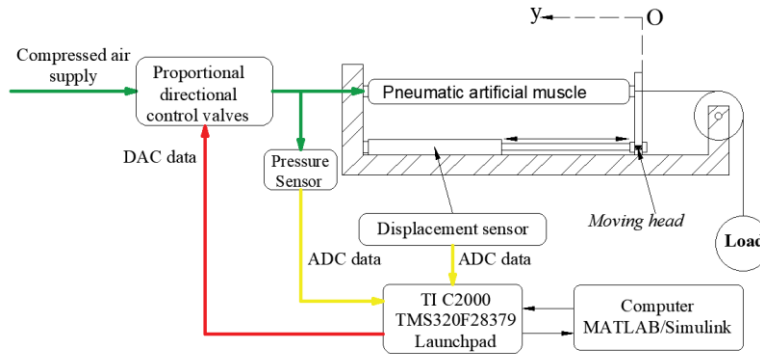 y
O
Compressed air
supply
Proportional
directional
control valves
Pneumatic artificial muscle
DAC data
Pressure
Sensor
Moving head
Displacement sensor
Load
ADC data
ADC data
TI C2000
TMS320F28379
Launchpad
Computer
MATLAB/Simulink